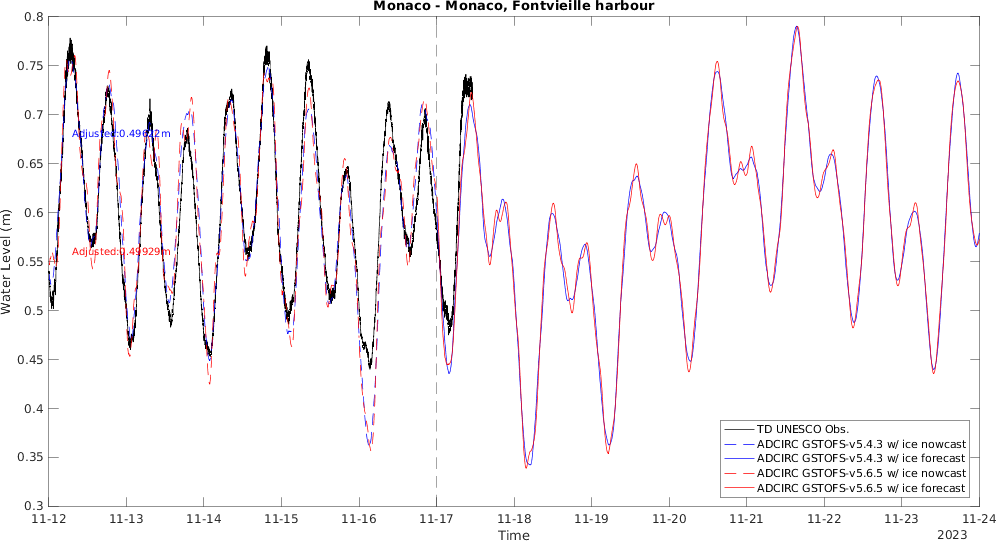 Monaco - Monaco, Fontvieille harbour
Water Level (m)
0.8
0.75
0.7
0.65
0.6
0.55
0.5
0.45
0.4
0.35
0.3
Adjusted:0.49622m
Adjusted:0.49929m
TD UNESCO Obs.
ADCIRC GSTOFS-v5.4.3 w/ ice nowcast
ADCIRC GSTOFS-v5.4.3 w/ ice forecast
ADCIRC GSTOFS-v5.6.5 w/ ice nowcast
ADCIRC GSTOFS-v5.6.5 w/ ice forecast
11-12 11-13 11-14 11-15 11-16 11-17 11-18 11-19 11-20 11-21 11-22 11-23 11-24
Time
2023